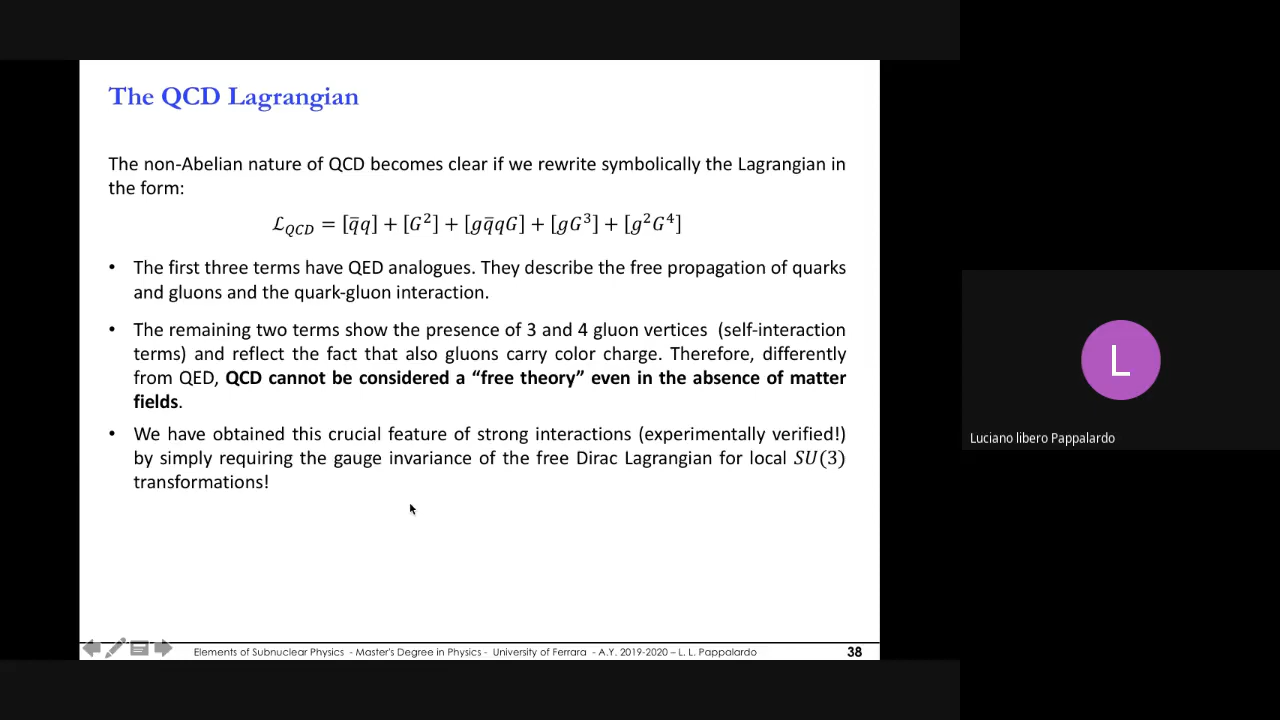 The QCD Lagrangian
The non-Abelian nature of QCD becomes clear if we rewrite symbolically the Lagrangian in
the form:
ℒ_QCD = [q̄q] + [G²] + [gq̄qG] + [gG³] + [g²G⁴]
• The first three terms have QED analogues. They describe the free propagation of quarks
and gluons and the quark-gluon interaction.
• The remaining two terms show the presence of 3 and 4 gluon vertices (self-interaction
terms) and reflect the fact that also gluons carry color charge. Therefore, differently
from QED, QCD cannot be considered a “free theory” even in the absence of matter
fields.
• We have obtained this crucial feature of strong interactions (experimentally verified!)
by simply requiring the gauge invariance of the free Dirac Lagrangian for local SU(3)
transformations!
Elements of Subnuclear Physics - Master's Degree in Physics - University of Ferrara - A.Y. 2019-2020 – L. L. Pappalardo
38
L
Luciano libero Pappalardo